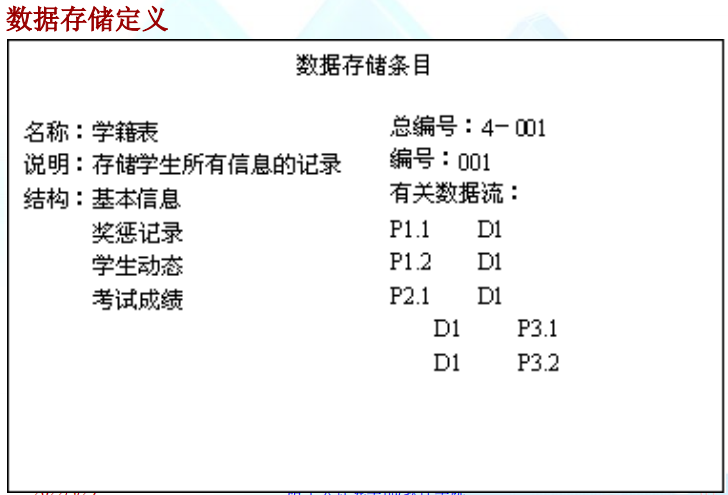 数据存储定义
数据存储条目
名称：学籍表
总编号：4-001
说明：存储学生所有信息的记录
编号：001
结构：基本信息
有关数据流：
奖惩记录
P1.1 D1
学生动态
P1.2 D1
考试成绩
P2.1 D1
D1 P3.1
D1 P3.2